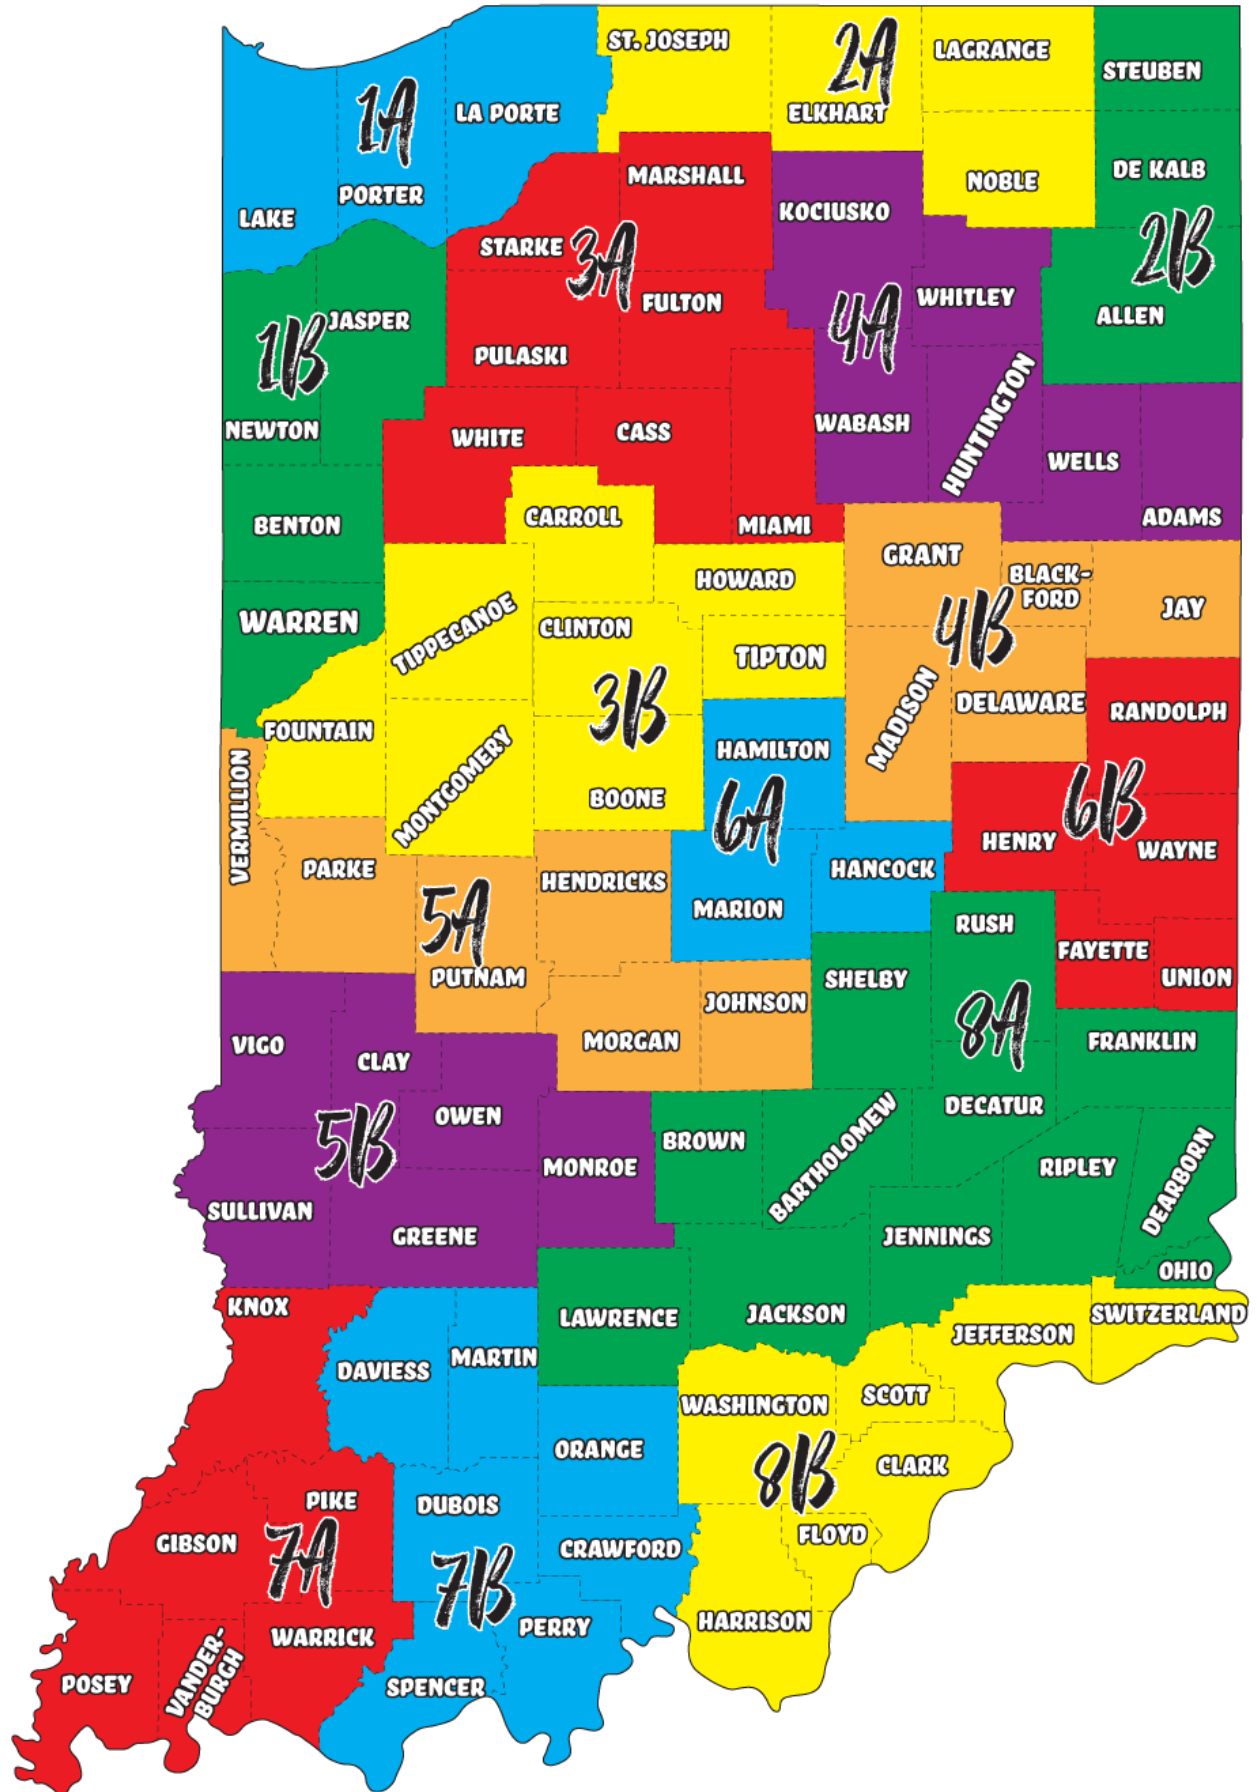 ST. JOSEPH
2A
LAGRANGE
STEUBEN
1A
LA PORTE
ELKHART
PORTER
LAKE
MARSHALL
NOBLE
DE KALB
KOCIUSKO
STARKE
3A
2B
FULTON
WHITLEY
ALLEN
JASPER
1B
4A
PULASKI
NEWTON
WHITE
CASS
WABASH
HUNTINGTON
WELLS
BENTON
CARROLL
MIAMI
ADAMS
GRANT
HOWARD
BLACK-
FORD
JAY
WARREN
TIPPECANOE
CLINTON
4B
TIPTON
3B
MADISON
DELAWARE
RANDOLPH
FOUNTAIN
HAMILTON
VERMILLION
MONTGOMERY
BOONE
6A
6B
HENRY
WAYNE
PARKE
HENDRICKS
HANCOCK
5A
MARION
RUSH
FAYETTE
PUTNAM
SHELBY
UNION
JOHNSON
8A
VIGO
CLAY
MORGAN
FRANKLIN
OWEN
DECATUR
5B
BROWN
BARTHOLOMEW
MONROE
RIPLEY
DEARBORN
SULLIVAN
GREENE
JENNINGS
OHIO
KNOX
LAWRENCE
JACKSON
JEFFERSON
SWITZERLAND
DAVIESS
MARTIN
WASHINGTON
SCOTT
ORANGE
8B
CLARK
PIKE
DUBOIS
GIBSON
7A
FLOYD
CRAWFORD
7B
WARRICK
PERRY
HARRISON
POSEY
VANDER-
BURGH
SPENCER